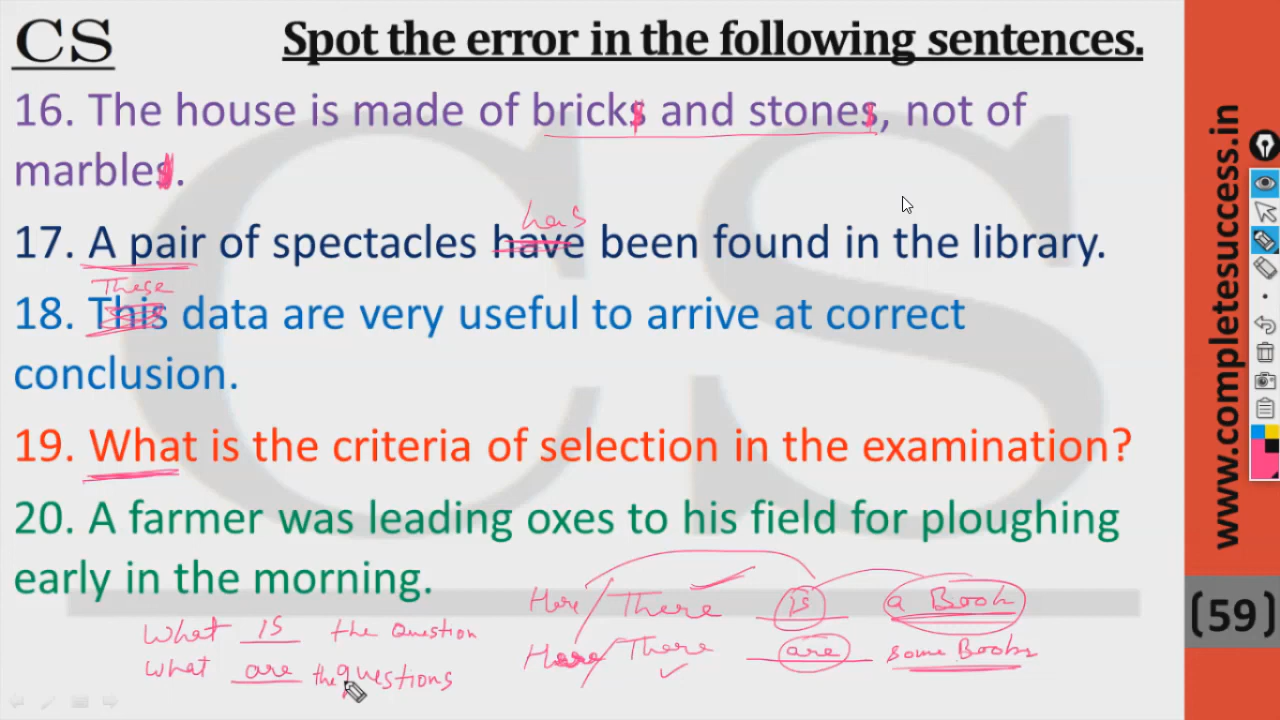 CS
Spot the error in the following sentences.
16. The house is made of bricks and stones, not of
marbles.
has
17. A pair of spectacles have been found in the library.
These
18. This data are very useful to arrive at correct
conclusion.
19. What is the criteria of selection in the examination?
20. A farmer was leading oxes to his field for ploughing
early in the morning.
Here / There is a Book
What is the Question
Here / There are some Books
What are the questions
www.completesuccess.in
(59)